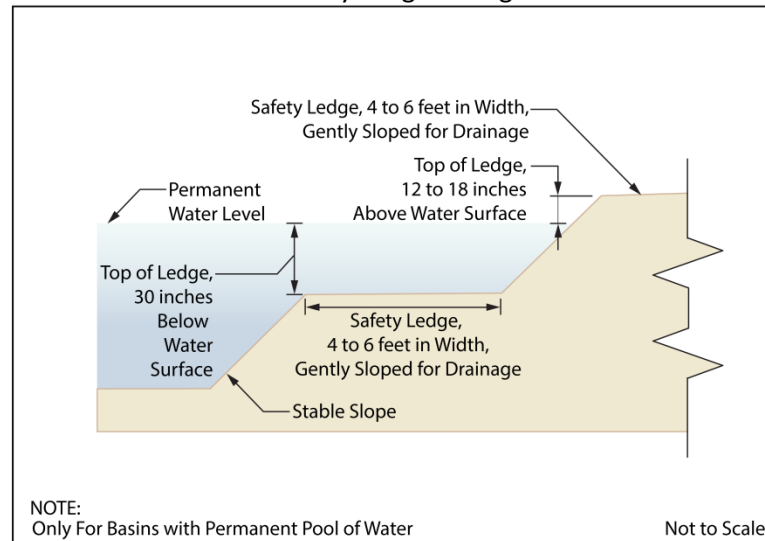 Safety Ledge, 4 to 6 feet in Width,
Gently Sloped for Drainage
Top of Ledge,
12 to 18 inches
Above Water Surface
Permanent
Water Level
Top of Ledge,
30 inches
Below
Water
Surface
Safety Ledge,
4 to 6 feet in Width,
Gently Sloped for Drainage
Stable Slope
NOTE:
Only For Basins with Permanent Pool of Water
Not to Scale